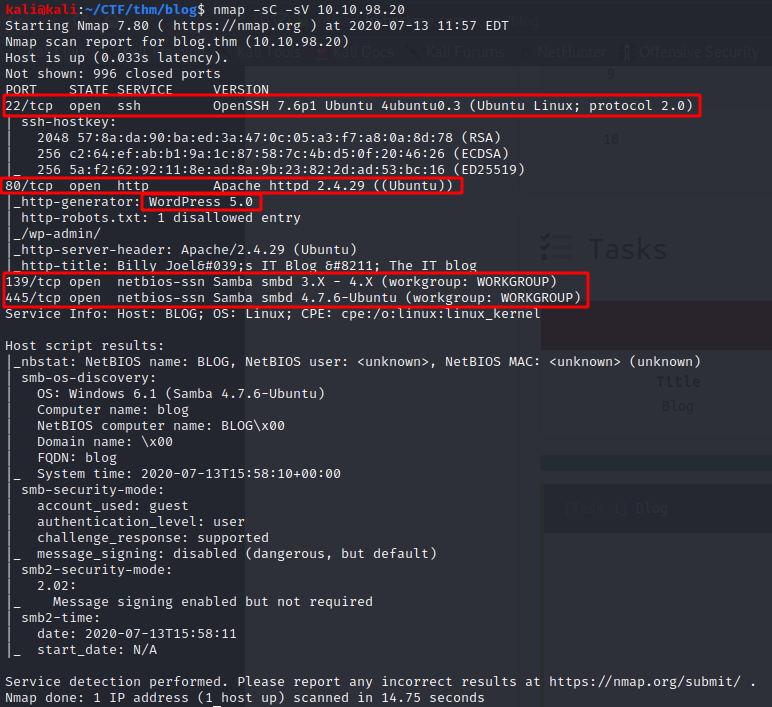 kali@kali:~/CTF/thm/blog$ nmap -sC -sV 10.10.98.20
Starting Nmap 7.80 ( https://nmap.org ) at 2020-07-13 11:57 EDT
Nmap scan report for blog.thm (10.10.98.20)
Host is up (0.033s latency).
Not shown: 996 closed ports
PORT    STATE SERVICE     VERSION
22/tcp  open  ssh         OpenSSH 7.6p1 Ubuntu 4ubuntu0.3 (Ubuntu Linux; protocol 2.0)
| ssh-hostkey:
|   2048 57:8a:da:90:ba:ed:3a:47:0c:05:a3:f7:a8:0a:8d:78 (RSA)
|   256 c2:64:ef:ab:b1:9a:1c:87:58:7c:4b:d5:0f:20:46:26 (ECDSA)
|_  256 5a:f2:62:92:11:8e:ad:8a:9b:23:82:2d:ad:53:bc:16 (ED25519)
80/tcp  open  http        Apache httpd 2.4.29 ((Ubuntu))
|_http-generator: WordPress 5.0
| http-robots.txt: 1 disallowed entry
|_/wp-admin/
|_http-server-header: Apache/2.4.29 (Ubuntu)
|_http-title: Billy Joel&#039;s IT Blog &#8211; The IT blog
139/tcp open  netbios-ssn Samba smbd 3.X - 4.X (workgroup: WORKGROUP)
445/tcp open  netbios-ssn Samba smbd 4.7.6-Ubuntu (workgroup: WORKGROUP)
Service Info: Host: BLOG; OS: Linux; CPE: cpe:/o:linux:linux_kernel
Host script results:
|_nbstat: NetBIOS name: BLOG, NetBIOS user: <unknown>, NetBIOS MAC: <unknown> (unknown)
| smb-os-discovery:
|   OS: Windows 6.1 (Samba 4.7.6-Ubuntu)
|   Computer name: blog
|   NetBIOS computer name: BLOG\x00
|   Domain name: \x00
|   FQDN: blog
|_  System time: 2020-07-13T15:58:10+00:00
| smb-security-mode:
|   account_used: guest
|   authentication_level: user
|   challenge_response: supported
|_  message_signing: disabled (dangerous, but default)
| smb2-security-mode:
|   2.02:
|_    Message signing enabled but not required
| smb2-time:
|   date: 2020-07-13T15:58:11
|_  start_date: N/A
Service detection performed. Please report any incorrect results at https://nmap.org/submit/ .
Nmap done: 1 IP address (1 host up) scanned in 14.75 seconds
Kali Docs
Kali Forums
NetHunter
Offensive Security
9
10
Tasks
Title
Blog
Blog